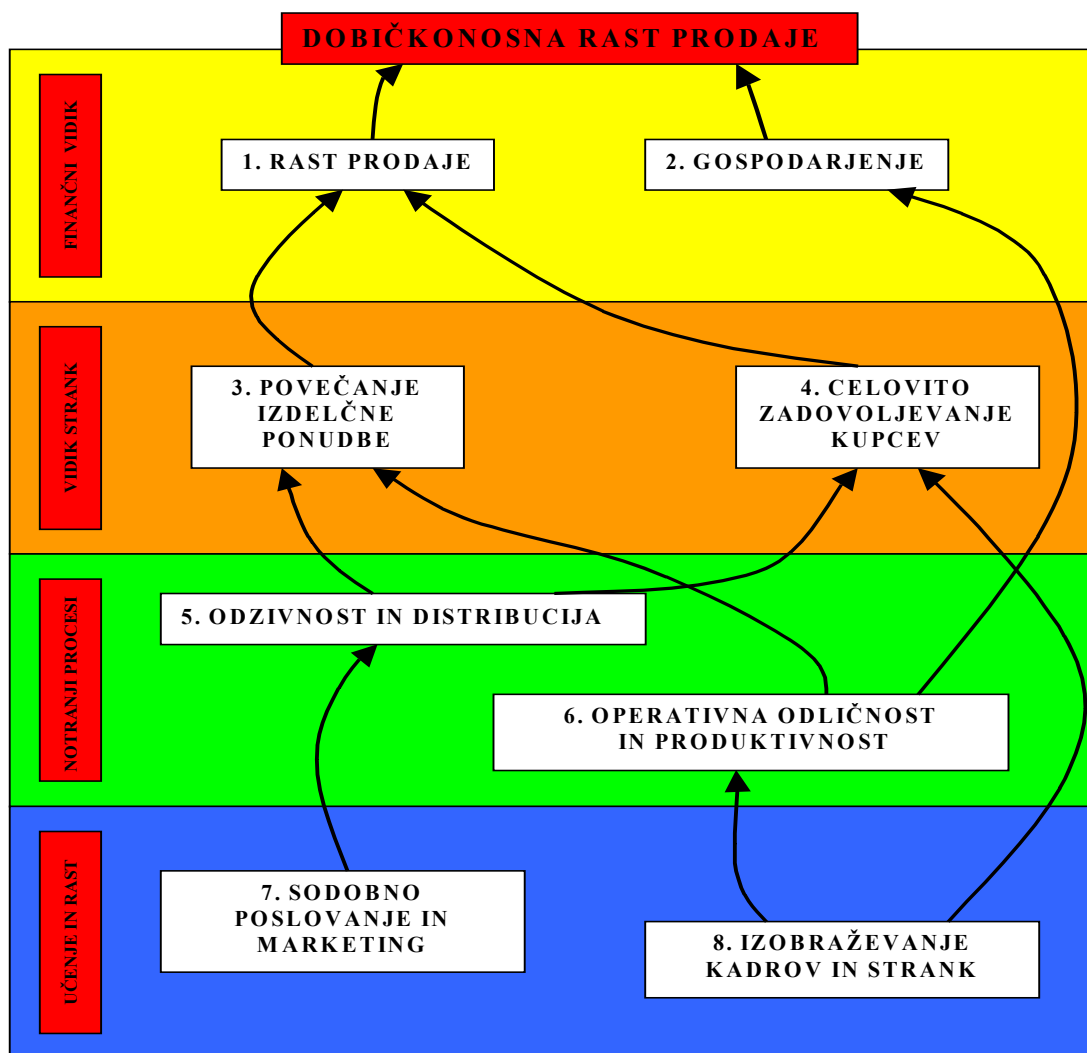 DOBIČKONOSNA RAST PRODAJE
FINANČNI VIDIK
1. RAST PRODAJE
2. GOSPODARJENJE
VIDIK STRANK
3. POVEČANJE
IZDELČNE
PONUDBE
4. CELOVITO
ZADOVOLJEVANJE
KUPCEV
NOTRANJI PROCESI
5. ODZIVNOST IN DISTRIBUCIJA
6. OPERATIVNA ODLIČNOST
IN PRODUKTIVNOST
UČENJE IN RAST
7. SODOBNO
POSLOVANJE IN
MARKETING
8. IZOBRAŽEVANJE
KADROV IN STRANK